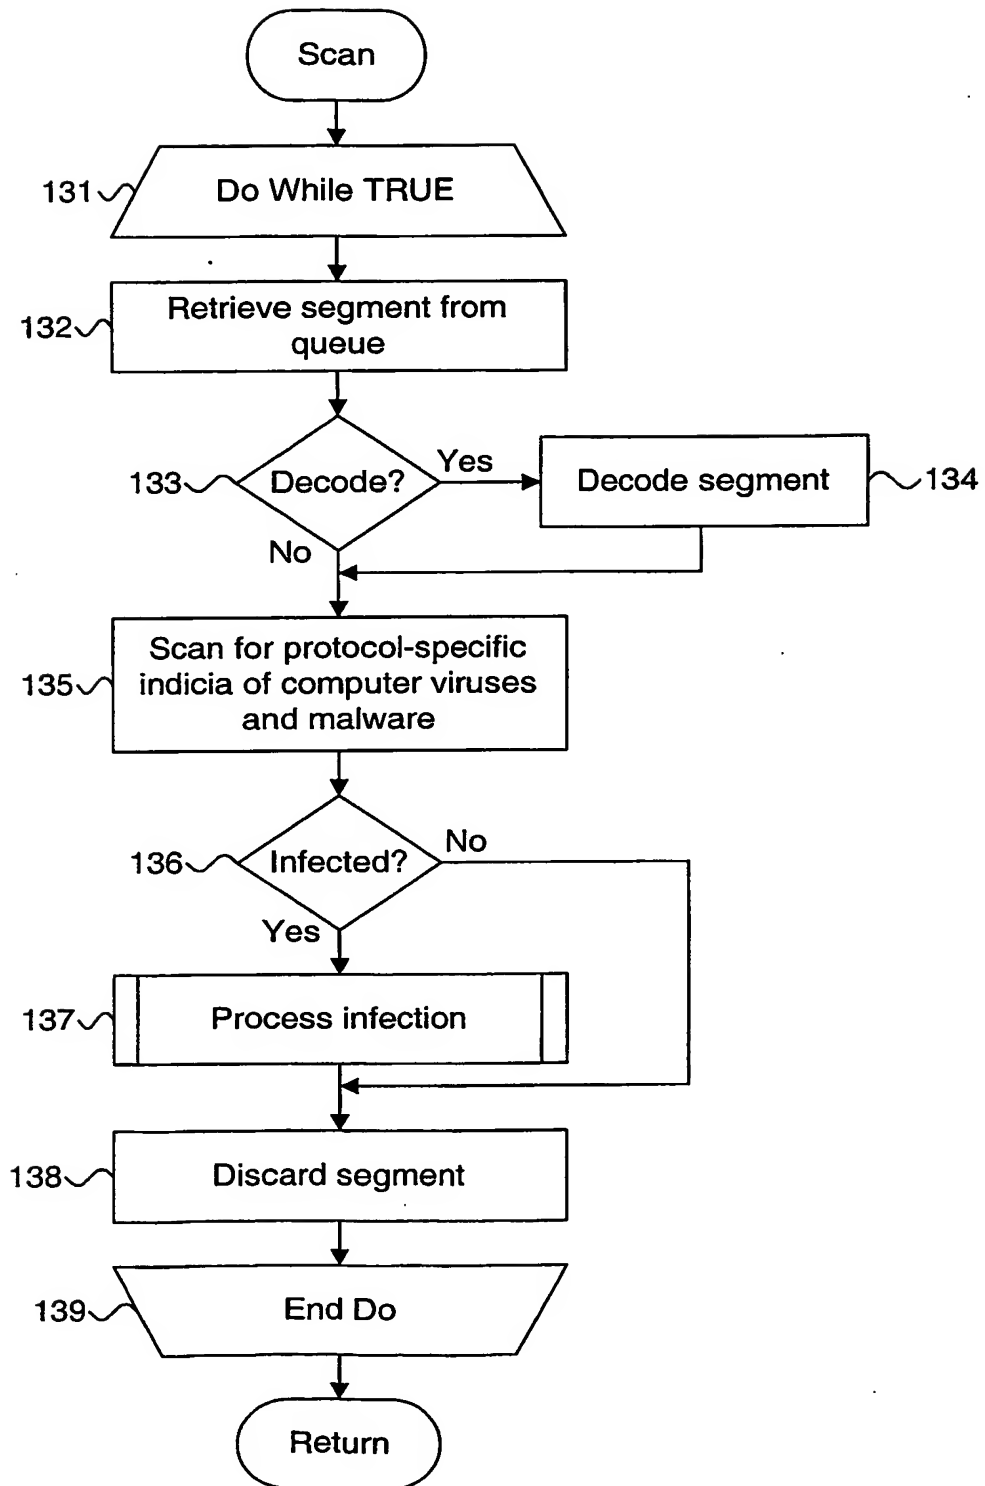 Scan
131
Do While TRUE
132
Retrieve segment from
queue
133
Decode?
Yes
Decode segment
134
No
135
Scan for protocol-specific
indicia of computer viruses
and malware
136
Infected?
No
Yes
137
Process infection
138
Discard segment
139
End Do
Return